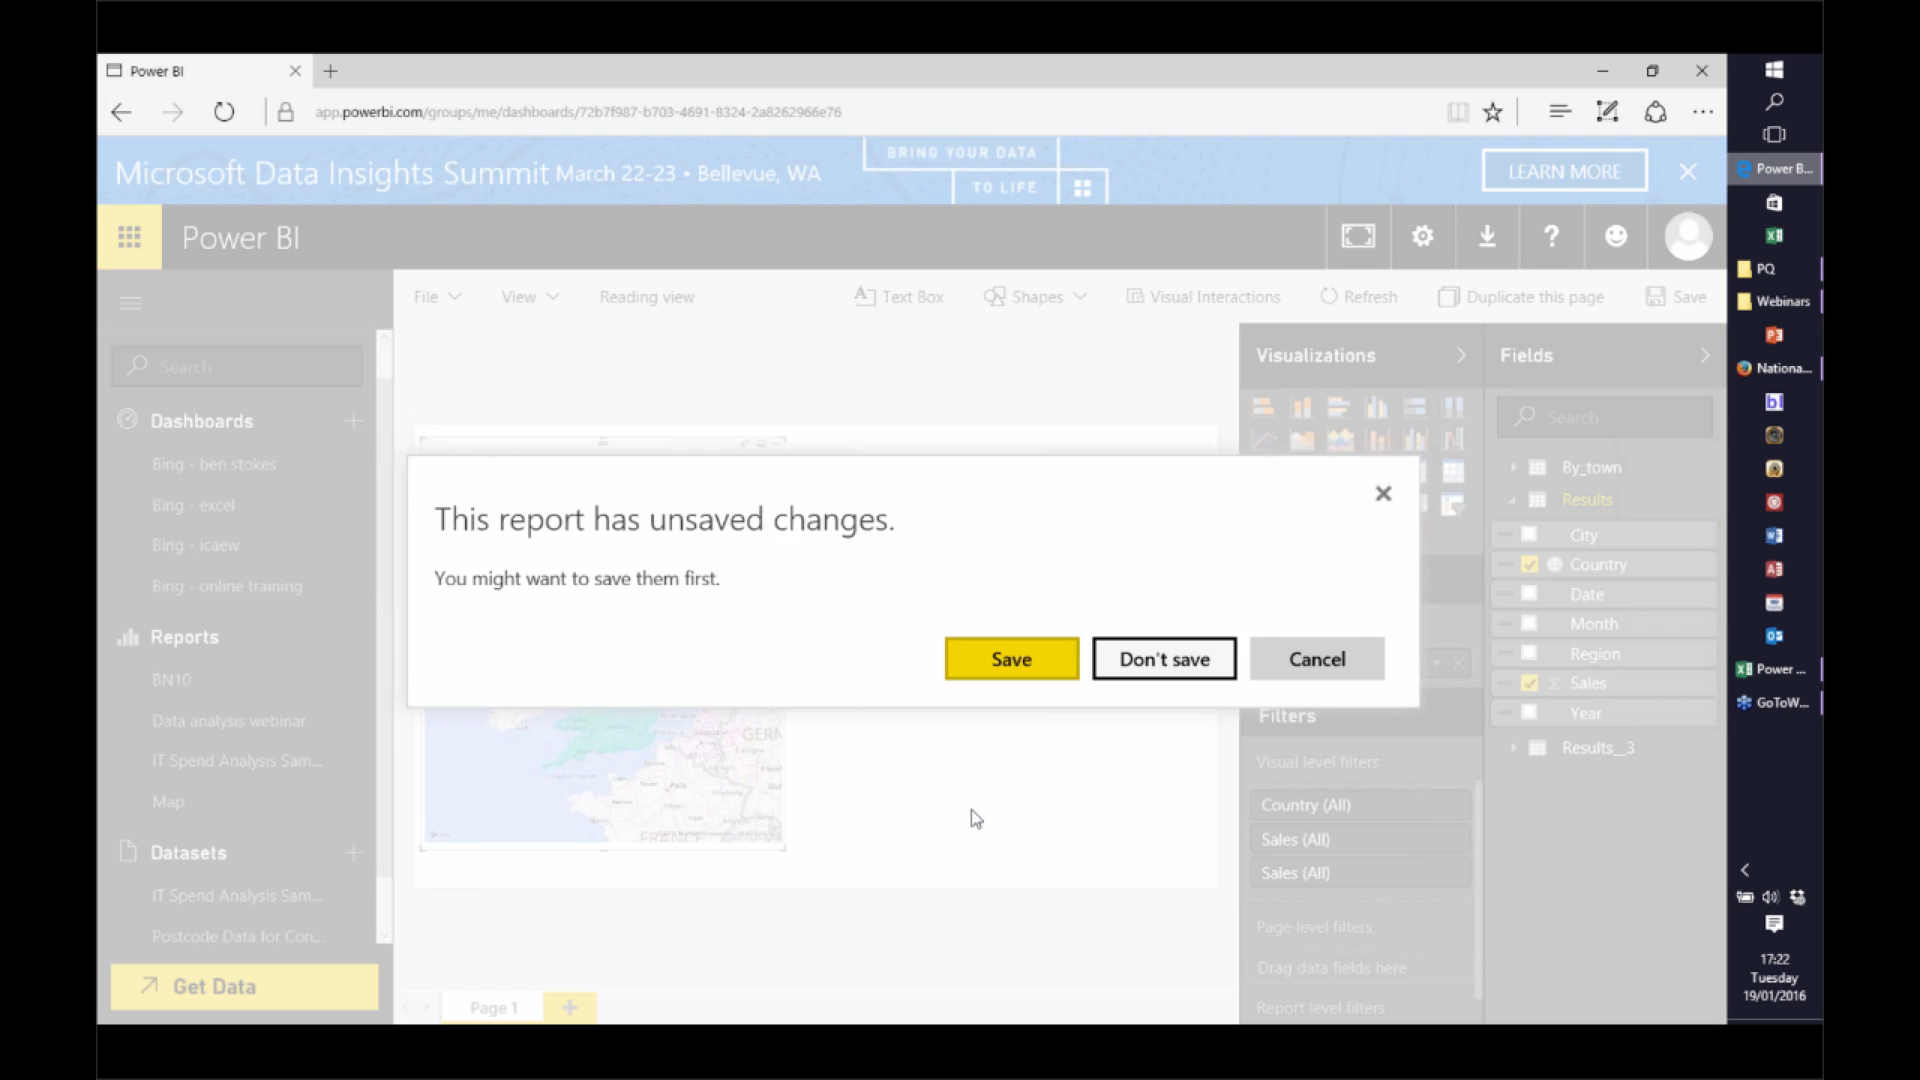 Power BI
app.powerbi.com/groups/me/dashboards/72b7f987-b703-4691-8324-2a8262966e76
Microsoft Data Insights Summit March 22-23 • Bellevue, WA
BRING YOUR DATA
TO LIFE
LEARN MORE
Power BI
File
View
Reading view
Text Box
Shapes
Visual Interactions
Refresh
Duplicate this page
Save
Search
Dashboards
Bing - ben stokes
Bing - excel
Bing - icaew
Bing - online training
Reports
BN10
Data analysis webinar
IT Spend Analysis Sam...
Map
Datasets
IT Spend Analysis Sam...
Postcode Data for Con...
Get Data
This report has unsaved changes.
You might want to save them first.
Save
Don't save
Cancel
GERM
Paris
FRANCE
Page 1
Visualizations
Filters
Visual level filters
Country (All)
Sales (All)
Sales (All)
Page level filters
Drag data fields here
Report level filters
Fields
Search
By_town
Results
City
Country
Date
Month
Region
Sales
Year
Results__3
Power B...
PQ
Webinars
Nationa...
bl
Power ...
GoToW...
17:22
Tuesday
19/01/2016